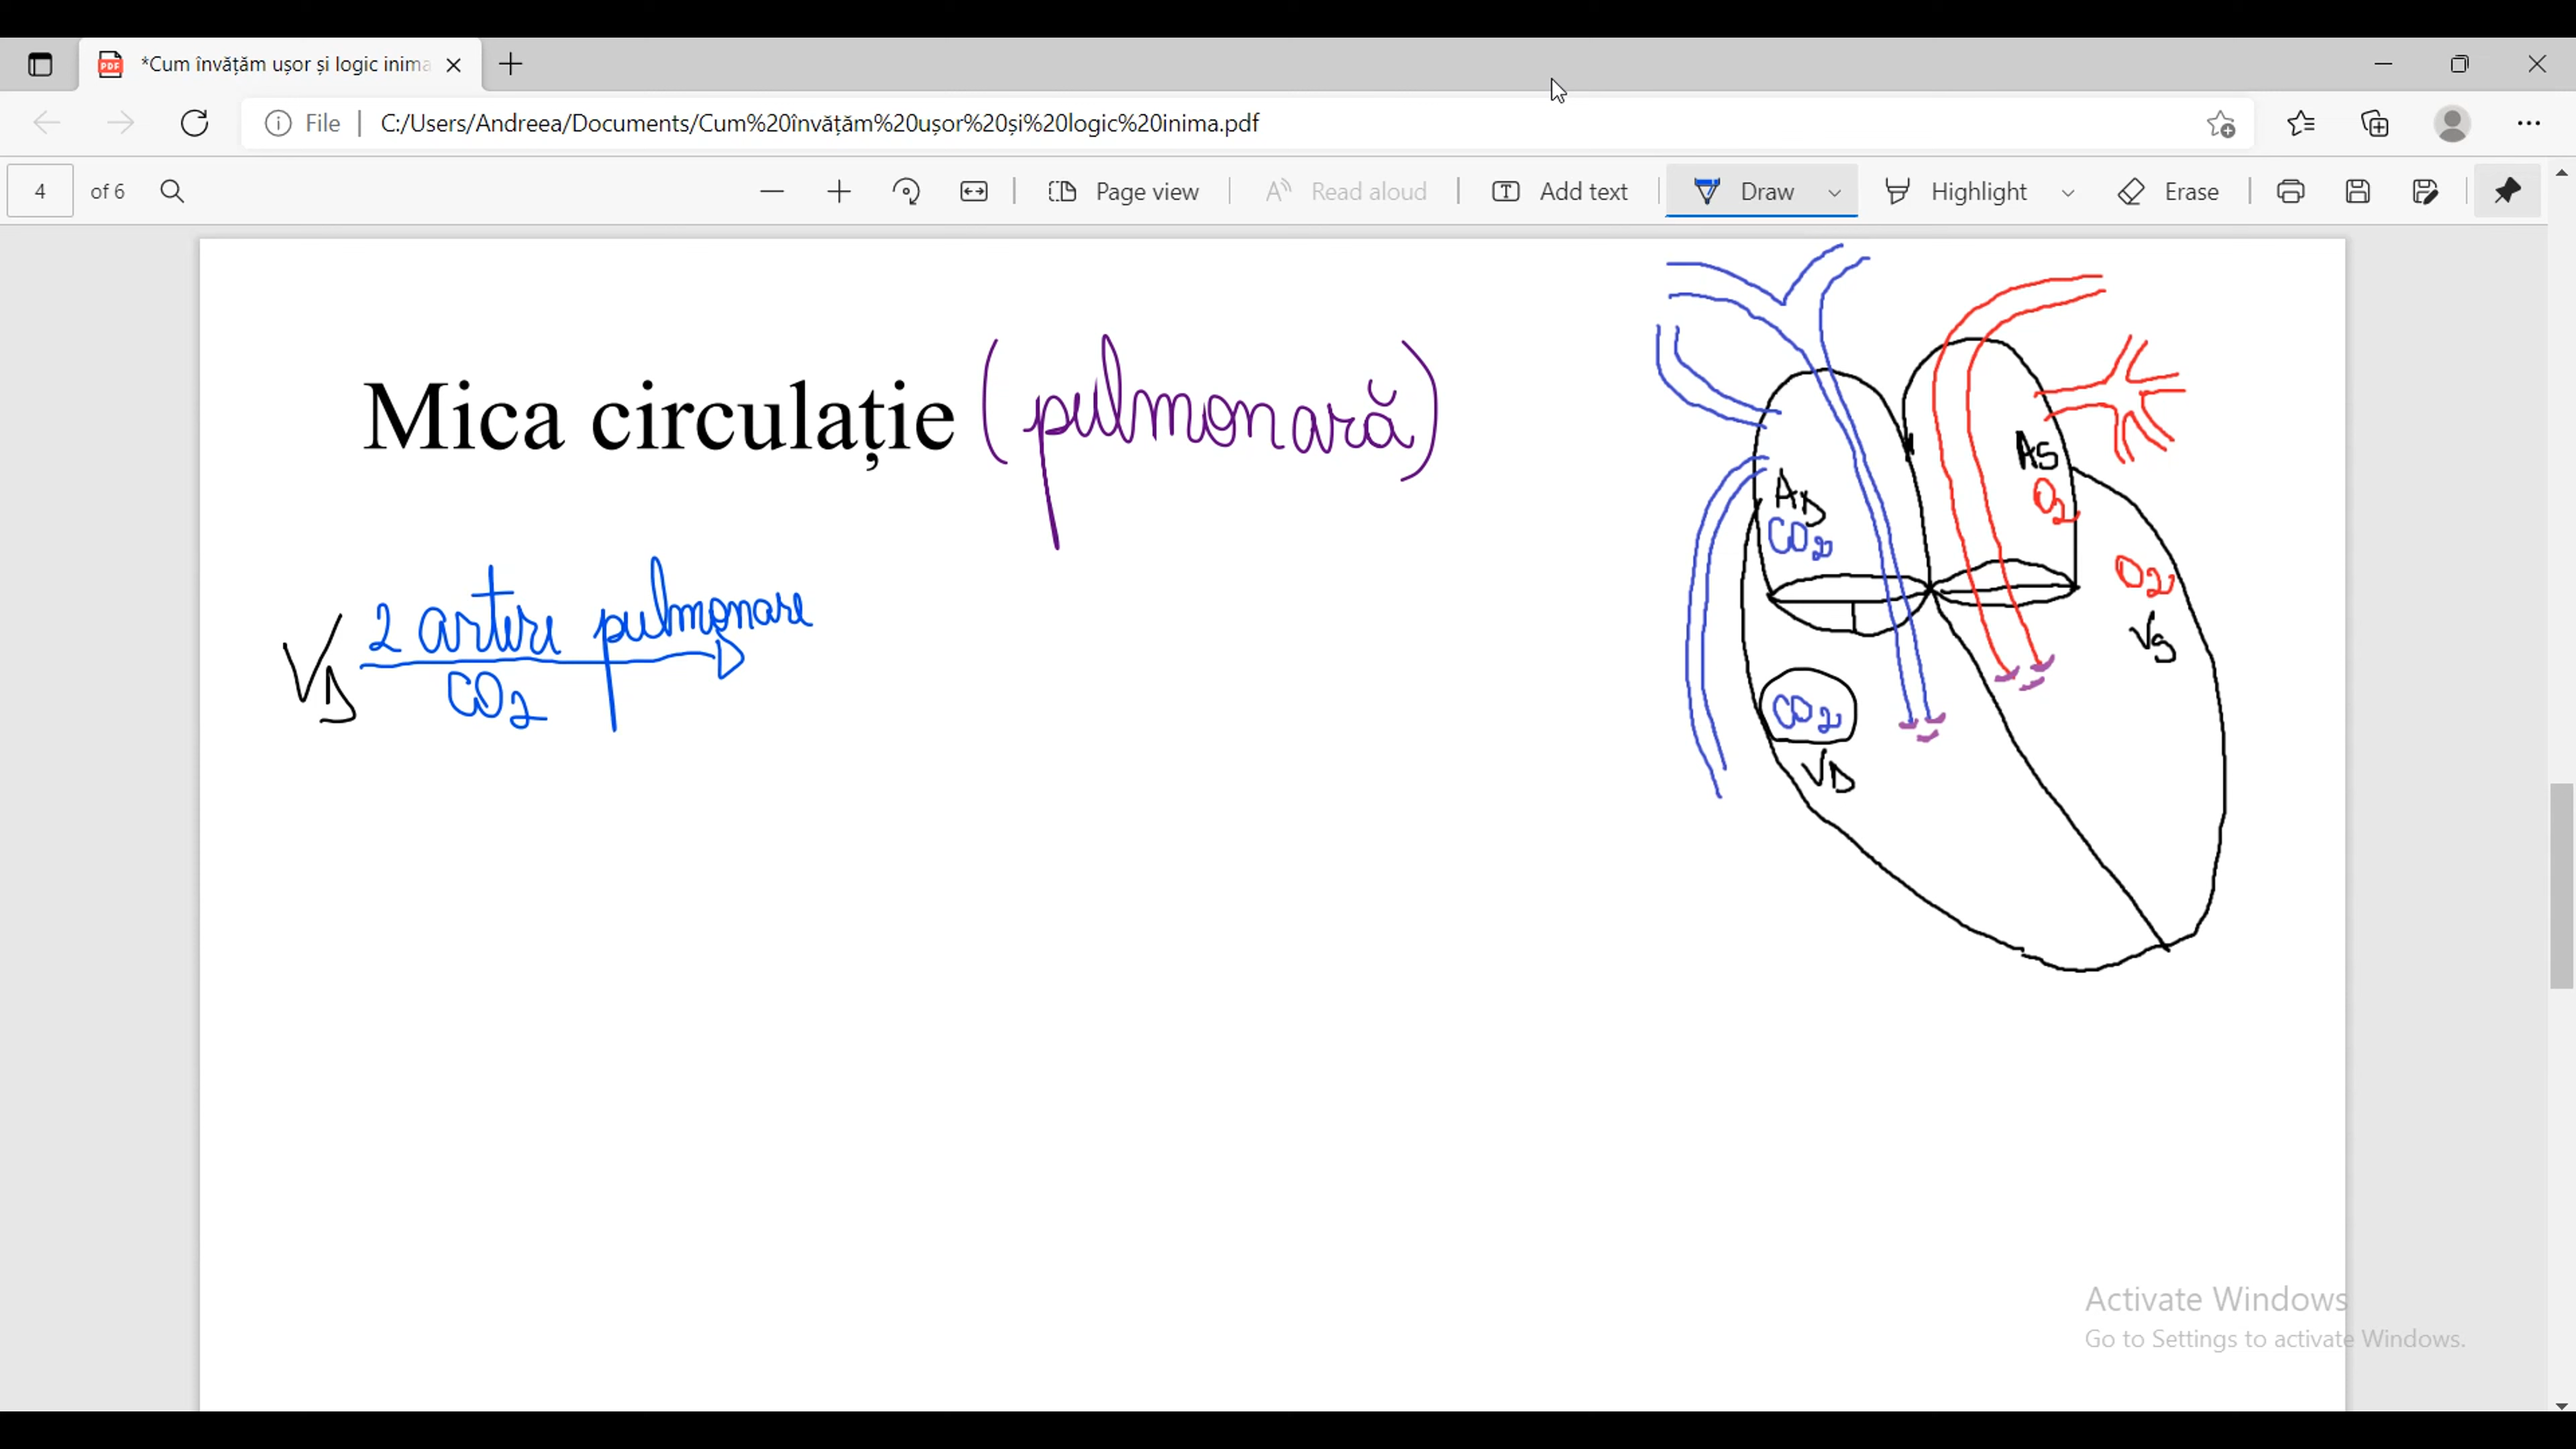 *Cum învățăm ușor și logic inima
File
C:/Users/Andreea/Documents/Cum%20învățăm%20ușor%20și%20logic%20inima.pdf
4 of 6
Page view
Read aloud
Add text
Draw
Highlight
Erase
Mica circulație (pulmonară)
VD 2 artere pulmonare
CO2
AS
O2
AD
CO2
O2
VS
CO2
VD
Activate Windows
Go to Settings to activate Windows.